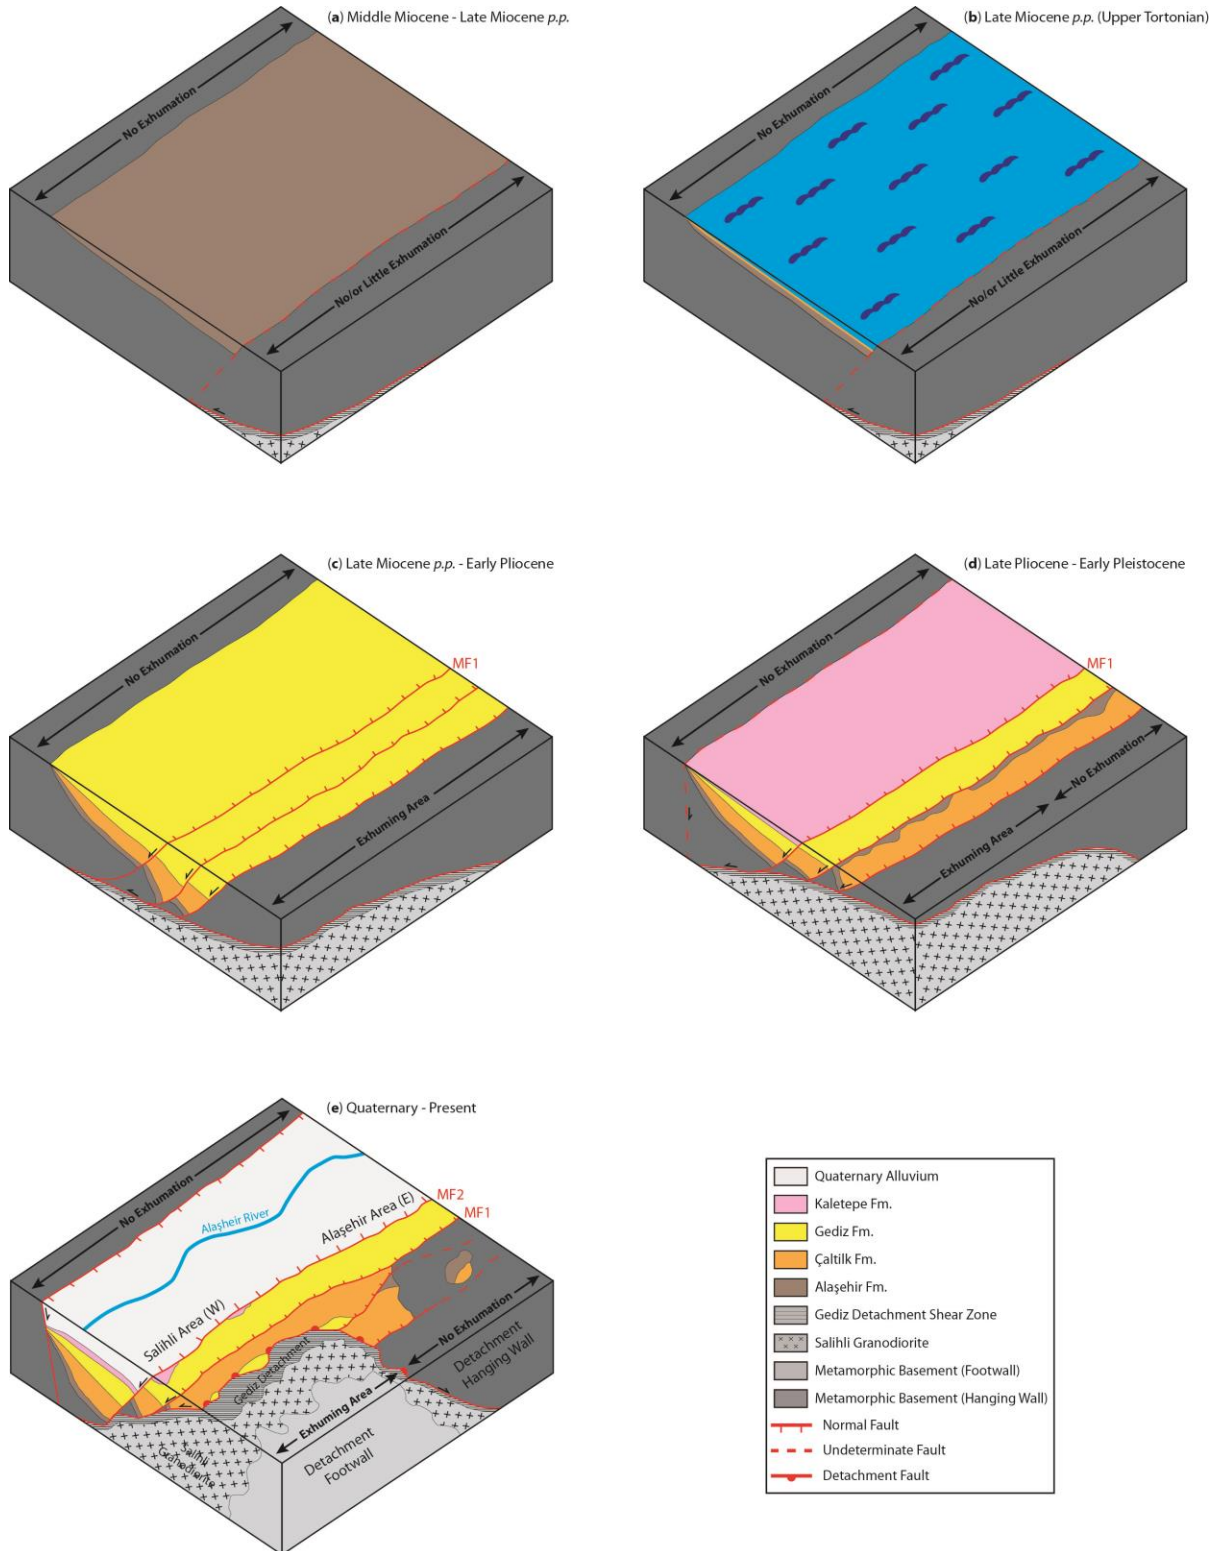 (a) Middle Miocene - Late Miocene p.p.
No Exhumation
No/or Little Exhumation
(b) Late Miocene p.p. (Upper Tortonian)
No Exhumation
No/or Little Exhumation
(c) Late Miocene p.p. - Early Pliocene
No Exhumation
MF1
Exhuming Area
(d) Late Pliocene - Early Pleistocene
No Exhumation
MF1
No Exhumation
Exhuming Area
(e) Quaternary - Present
No Exhumation
Alaşheir River
Alaşehir Area (E)
MF2
MF1
Salihli Area (W)
Gediz Detachment
No Exhumation
Detachment
Hanging Wall
Exhuming Area
Detachment
Footwall
Salihli
Granodiorite
Quaternary Alluvium
Kaletepe Fm.
Gediz Fm.
Çaltilk Fm.
Alaşehir Fm.
Gediz Detachment Shear Zone
Salihli Granodiorite
Metamorphic Basement (Footwall)
Metamorphic Basement (Hanging Wall)
Normal Fault
Undeterminate Fault
Detachment Fault